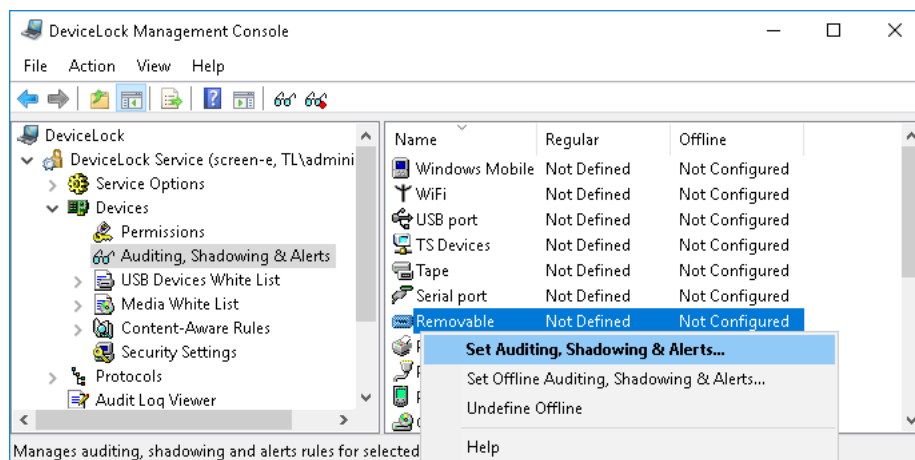 DeviceLock Management Console
File Action View Help
DeviceLock
DeviceLock Service (screen-e, TL\admini
Service Options
Devices
Permissions
Auditing, Shadowing & Alerts
USB Devices White List
Media White List
Content-Aware Rules
Security Settings
Protocols
Audit Log Viewer
Name Regular Offline
Windows Mobile Not Defined Not Configured
WiFi Not Defined Not Configured
USB port Not Defined Not Configured
TS Devices Not Defined Not Configured
Tape Not Defined Not Configured
Serial port Not Defined Not Configured
Removable Not Defined Not Configured
Set Auditing, Shadowing & Alerts...
Set Offline Auditing, Shadowing & Alerts...
Undefine Offline
Help
Manages auditing, shadowing and alerts rules for selected